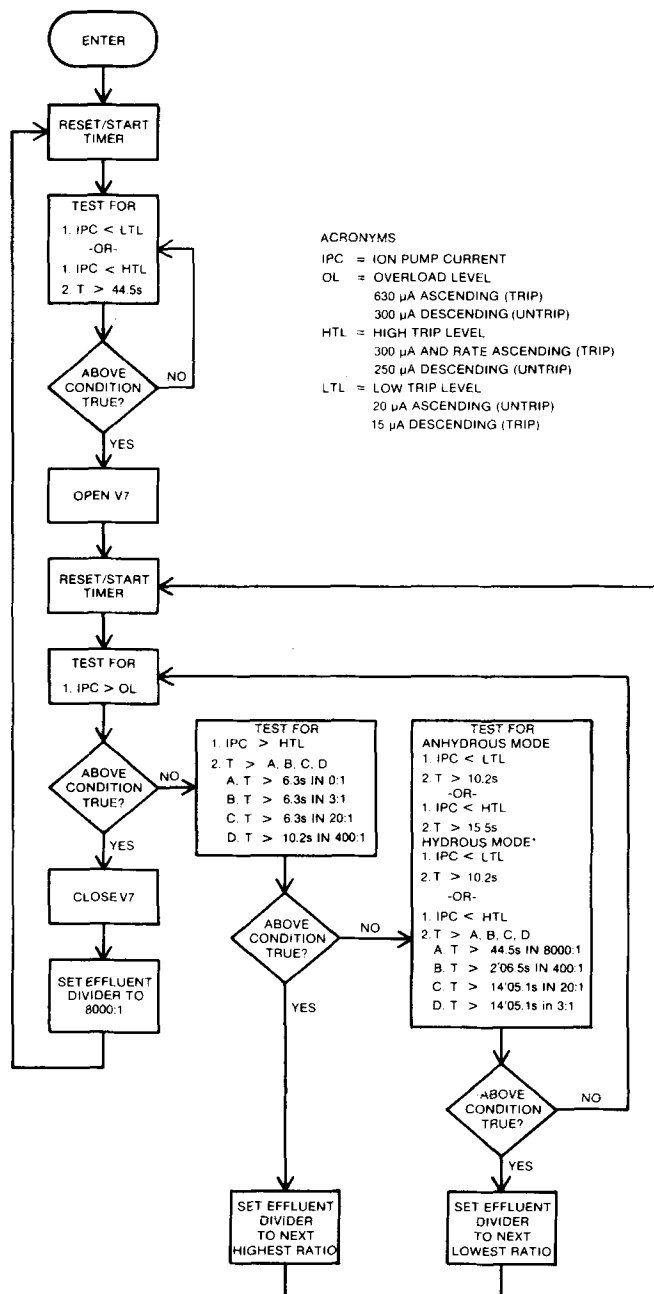 ENTER
RESET/START
TIMER
TEST FOR
1. IPC < LTL
-OR-
1. IPC < HTL
2. T > 44.5s
ACRONYMS
IPC = ION PUMP CURRENT
OL = OVERLOAD LEVEL
630 µA ASCENDING (TRIP)
300 µA DESCENDING (UNTRIP)
HTL = HIGH TRIP LEVEL
300 µA AND RATE ASCENDING (TRIP)
250 µA DESCENDING (UNTRIP)
LTL = LOW TRIP LEVEL
20 µA ASCENDING (UNTRIP)
15 µA DESCENDING (TRIP)
ABOVE
CONDITION
TRUE?
NO
YES
OPEN V7
RESET/START
TIMER
TEST FOR
1. IPC > OL
ABOVE
CONDITION
TRUE?
NO
YES
CLOSE V7
SET EFFLUENT
DIVIDER TO
8000:1
TEST FOR
1. IPC > HTL
2. T > A, B, C, D
A. T > 6.3s IN 0:1
B. T > 6.3s IN 3:1
C. T > 6.3s IN 20:1
D. T > 10.2s IN 400:1
ABOVE
CONDITION
TRUE?
NO
YES
SET EFFLUENT
DIVIDER
TO NEXT
HIGHEST RATIO
TEST FOR
ANHYDROUS MODE
1. IPC < LTL
2. T > 10.2s
-OR-
1. IPC < HTL
2. T > 15.5s
HYDROUS MODE*
1. IPC < LTL
2. T > 10.2s
-OR-
1. IPC < HTL
2. T > A, B, C, D
A. T > 44.5s IN 8000:1
B. T > 2'06.5s IN 400:1
C. T > 14'05.1s IN 20:1
D. T > 14'05.1s in 3:1
ABOVE
CONDITION
TRUE?
NO
YES
SET EFFLUENT
DIVIDER
TO NEXT
LOWEST RATIO